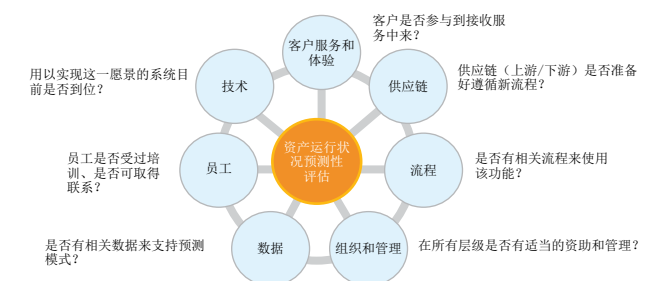 客户是否参与到接收服
务中来？
客户服务和
体验
用以实现这一愿景的系统目
前是否到位？
技术
供应链
供应链（上游/下游）是否准备
好遵循新流程？
资产运行状
况预测性
评估
员工是否受过培
训、是否可取得
联系？
员工
流程
是否有相关流程来使用
该功能？
是否有相关数据来支持预测
模式？
数据
组织和管理
在所有层级是否有适当的资助和管理？